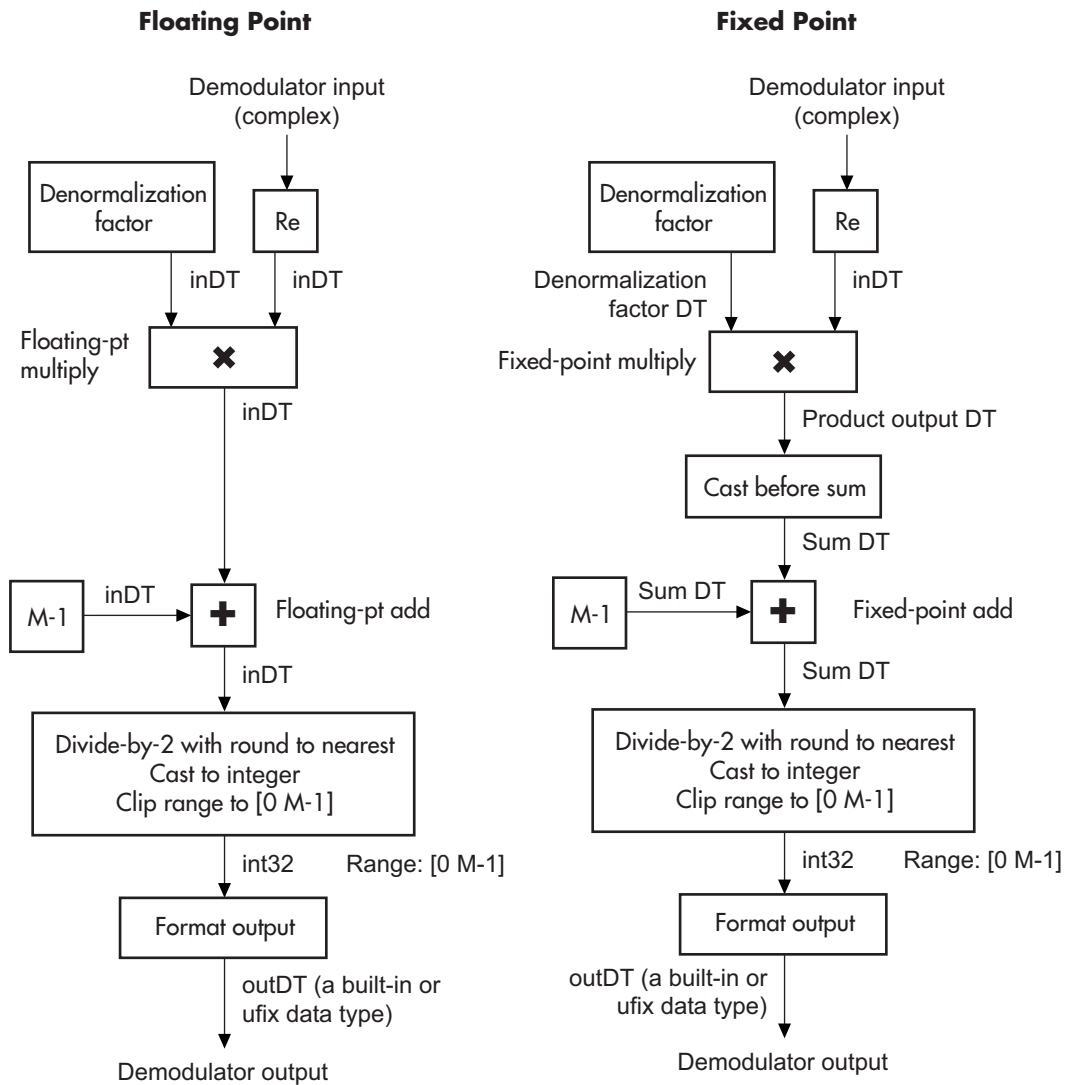 Floating Point
Demodulator input
(complex)
Denormalization
factor
Re
inDT
inDT
Floating-pt
multiply
inDT
M-1
inDT
Floating-pt add
inDT
Divide-by-2 with round to nearest
Cast to integer
Clip range to [0 M-1]
int32
Range: [0 M-1]
Format output
outDT (a built-in or
ufix data type)
Demodulator output
Fixed Point
Demodulator input
(complex)
Denormalization
factor
Re
Denormalization
factor DT
inDT
Fixed-point multiply
Product output DT
Cast before sum
Sum DT
M-1
Sum DT
Fixed-point add
Sum DT
Divide-by-2 with round to nearest
Cast to integer
Clip range to [0 M-1]
int32
Range: [0 M-1]
Format output
outDT (a built-in or
ufix data type)
Demodulator output